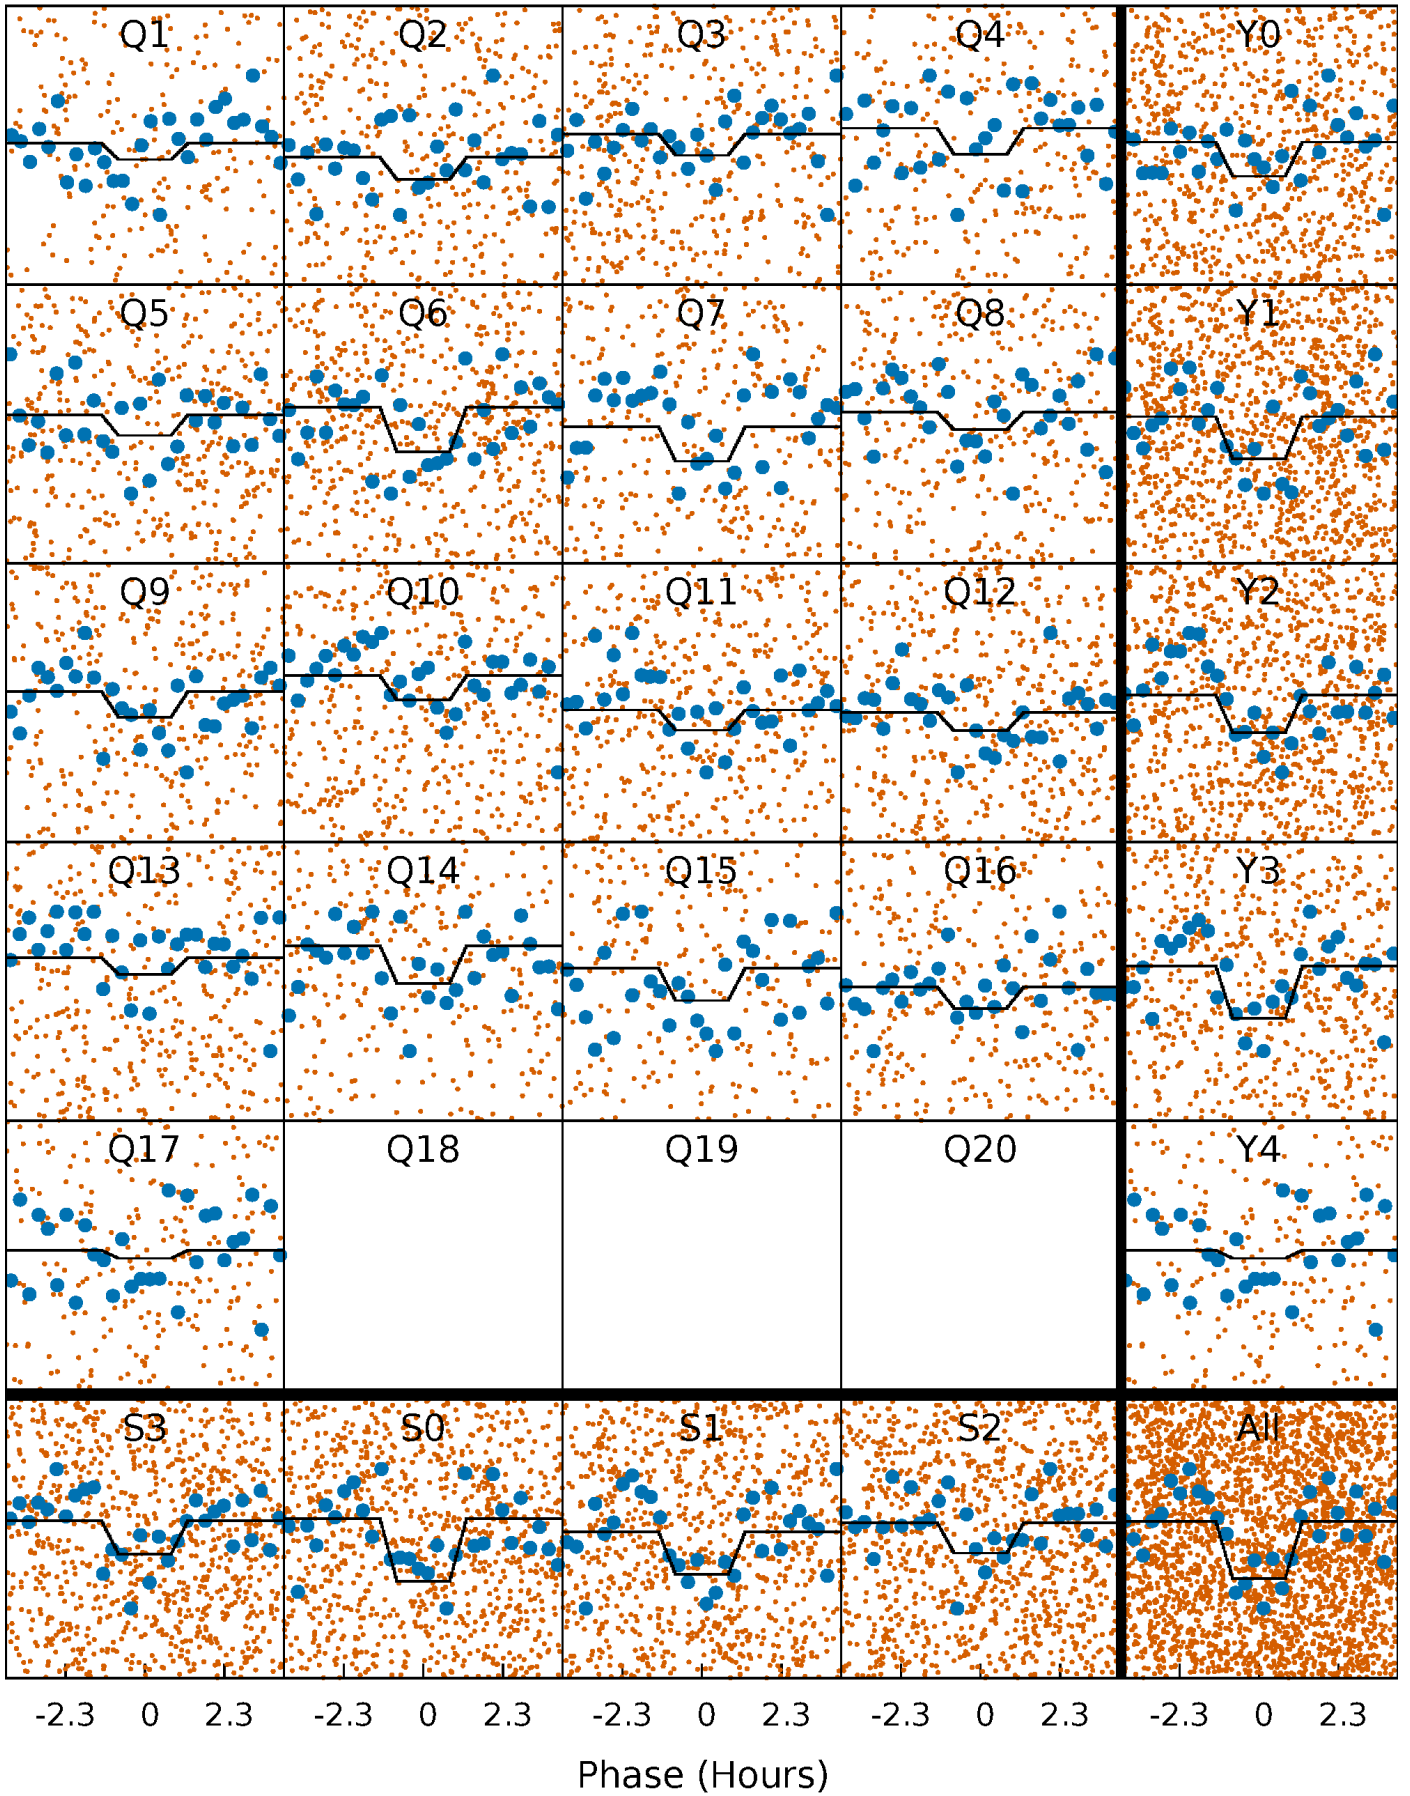 Q1 Q2 Q3 Q4 Y0
Q5 Q6 Q7 Q8 Y1
Q9 Q10 Q11 Q12 Y2
Q13 Q14 Q15 Q16 Y3
Q17 Q18 Q19 Q20 Y4
S3 S0 S1 S2 All
-2.3 0 2.3 -2.3 0 2.3 -2.3 0 2.3 -2.3 0 2.3 -2.3 0 2.3
Phase (Hours)